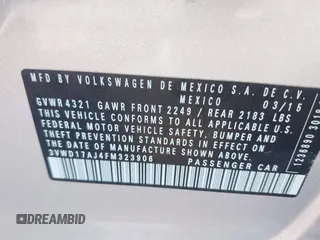 MFD BY VOLKSWAGEN DE MEXICO S.A. DE C.V.
MEXICO 03/15
GVWR 4321 GAWR FRONT 2249 / REAR 2183 LBS
THIS VEHICLE CONFORMS TO ALL APPLICABLE U.S.
FEDERAL MOTOR VEHICLE SAFETY, BUMPER AND
THEFT PREVENTION STANDARDS IN EFFECT ON THE
DATE OF MANUFACTURE SHOWN ABOVE.
3VWD17AJ4FM323906 PASSENGER CAR
DREAMBID